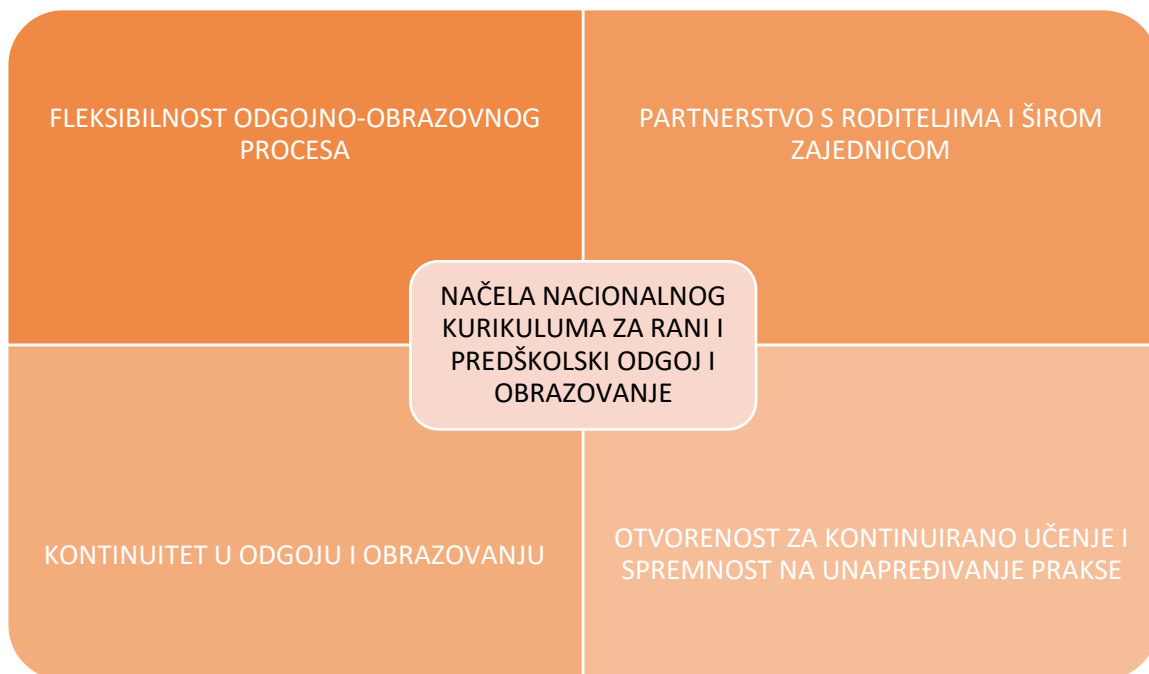 FLEKSIBILNOST ODGOJNO-OBRAZOVNOG
PROCESA
PARTNERSTVO S RODITELJIMA I ŠIROM
ZAJEDNICOM
NAČELA NACIONALNOG
KURIKULUMA ZA RANI I
PREDŠKOLSKI ODGOJ I
OBRAZOVANJE
KONTINUITET U ODGOJU I OBRAZOVANJU
OTVORENOST ZA KONTINUIRANO UČENJE I
SPREMNOST NA UNAPREĐIVANJE PRAKSE